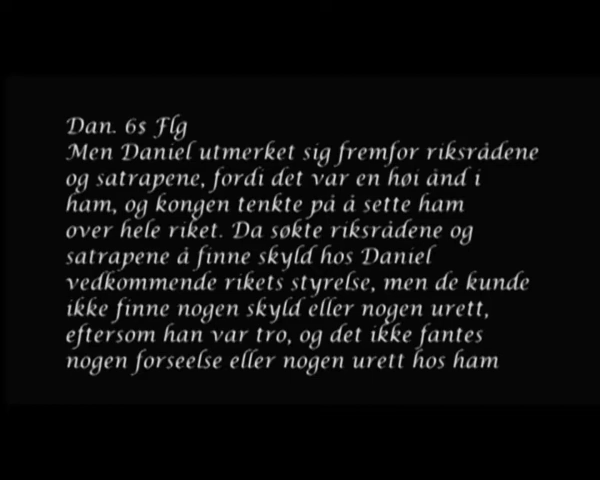 Dan. 6s Flg
Men Daniel utmerket sig fremfor riksrådene
og satrapene, fordi det var en høi ånd i
ham, og kongen tenkte på å sette ham
over hele riket. Da søkte riksrådene og
satrapene å finne skyld hos Daniel
vedkommende rikets styrelse, men de kunde
ikke finne nogen skyld eller nogen urett,
eftersom han var tro, og det ikke fantes
nogen forseelse eller nogen urett hos ham